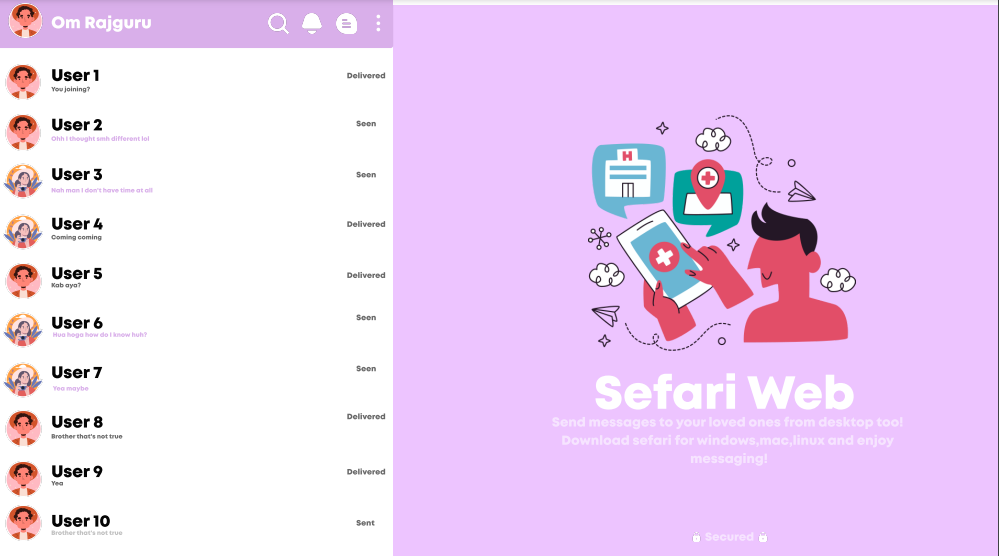 Om Rajguru
User 1
Delivered
You joining?
User 2
Seen
Ohh I thought smh different lol
User 3
Seen
Nah man I don't have time at all
User 4
Delivered
Coming coming
User 5
Delivered
Kab aya?
User 6
Seen
Hua hoga how do I know huh?
User 7
Seen
Yea maybe
User 8
Delivered
Brother that's not true
User 9
Delivered
Yea
User 10
Sent
Brother that's not true
H
Sefari Web
Send messages to your loved ones from desktop too!
Download sefari for windows,mac,linux and enjoy
messaging!
Secured